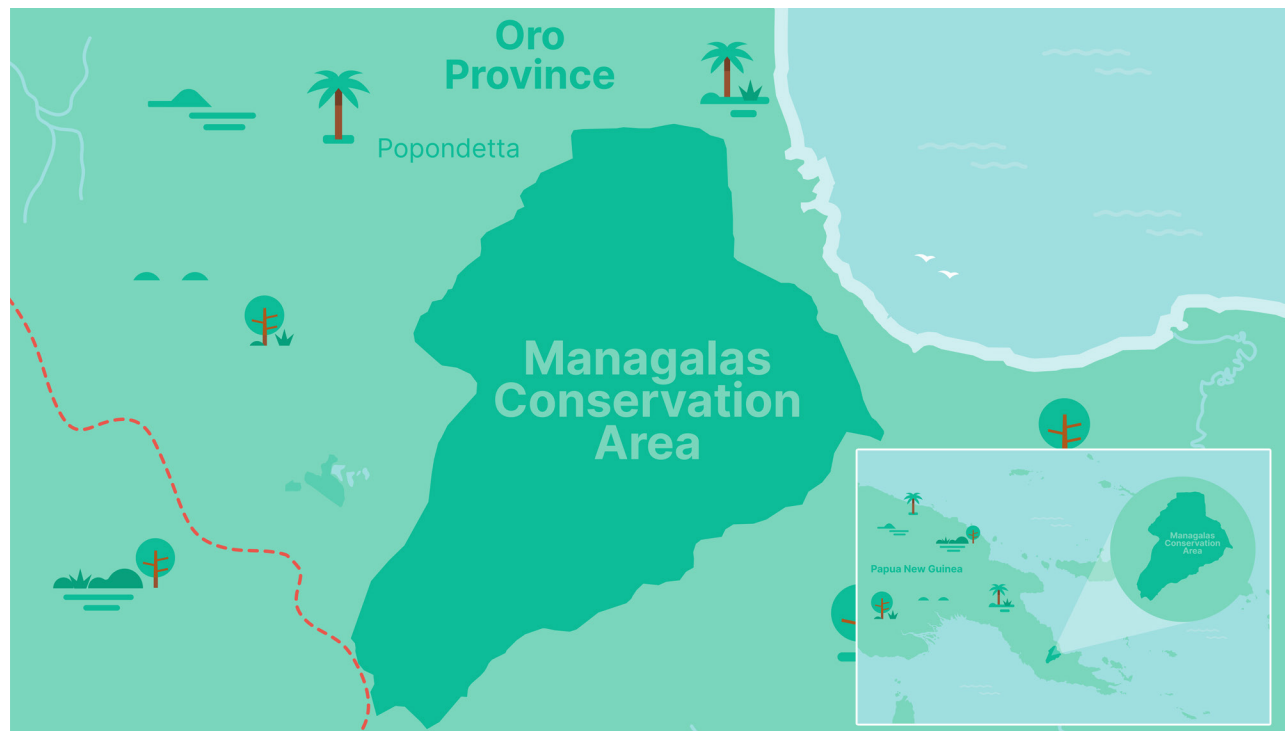 Oro
Province
Popondetta
Managalas
Conservation
Area
Managalas
Conservation
Area
Papua New Guinea